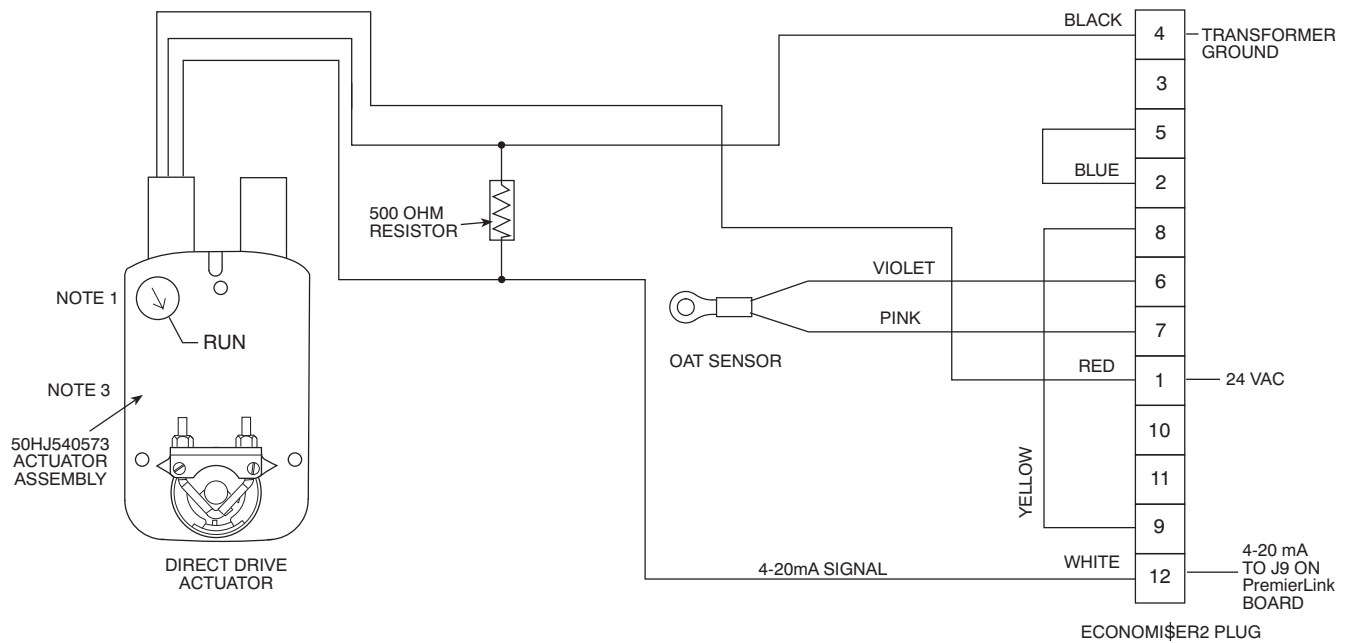 BLACK
4
TRANSFORMER
GROUND
3
5
BLUE
2
500 OHM
RESISTOR
8
VIOLET
6
NOTE 1
RUN
PINK
7
OAT SENSOR
RED
1
24 VAC
NOTE 3
10
50HJ540573
ACTUATOR
ASSEMBLY
11
YELLOW
9
DIRECT DRIVE
ACTUATOR
4-20mA SIGNAL
WHITE
12
4-20 mA
TO J9 ON
PremierLink
BOARD
ECONOMI$ER2 PLUG